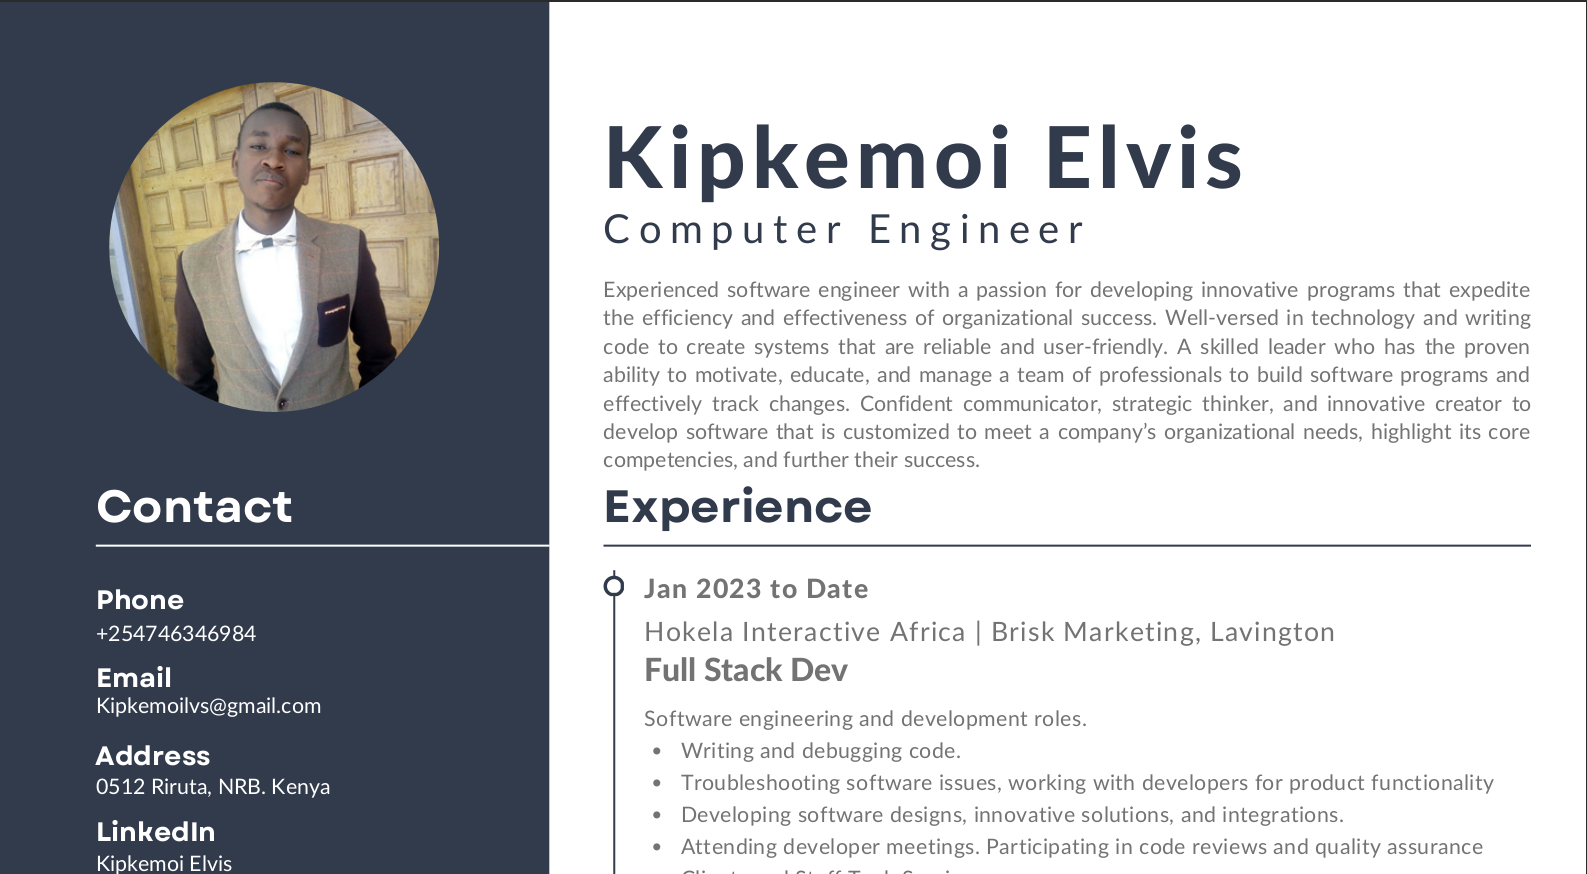 Kipkemoi Elvis
Computer Engineer
Experienced software engineer with a passion for developing innovative programs that expedite
the efficiency and effectiveness of organizational success. Well-versed in technology and writing
code to create systems that are reliable and user-friendly. A skilled leader who has the proven
ability to motivate, educate, and manage a team of professionals to build software programs and
effectively track changes. Confident communicator, strategic thinker, and innovative creator to
develop software that is customized to meet a company’s organizational needs, highlight its core
competencies, and further their success.
Contact
Phone
+254746346984
Email
Kipkemoilvs@gmail.com
Address
0512 Riruta, NRB. Kenya
LinkedIn
Kipkemoi Elvis
Experience
Jan 2023 to Date
Hokela Interactive Africa | Brisk Marketing, Lavington
Full Stack Dev
Software engineering and development roles.
• Writing and debugging code.
• Troubleshooting software issues, working with developers for product functionality
• Developing software designs, innovative solutions, and integrations.
• Attending developer meetings. Participating in code reviews and quality assurance